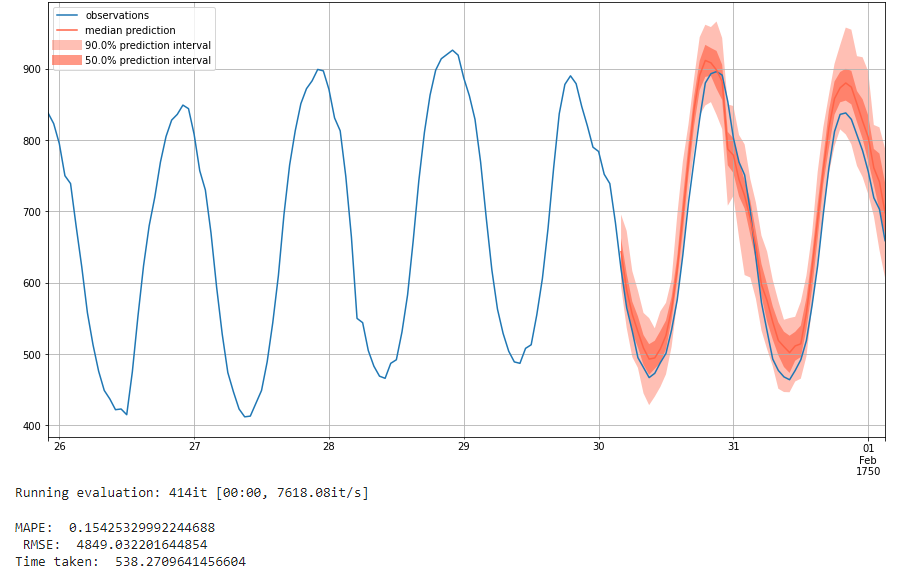 observations
median prediction
90.0% prediction interval
50.0% prediction interval
900
800
700
600
500
400
26 27 28 29 30 31 01
Feb
1750
Running evaluation: 414it [00:00, 7618.08it/s]
MAPE: 0.15425329992244688
RMSE: 4849.032201644854
Time taken: 538.2709641456604